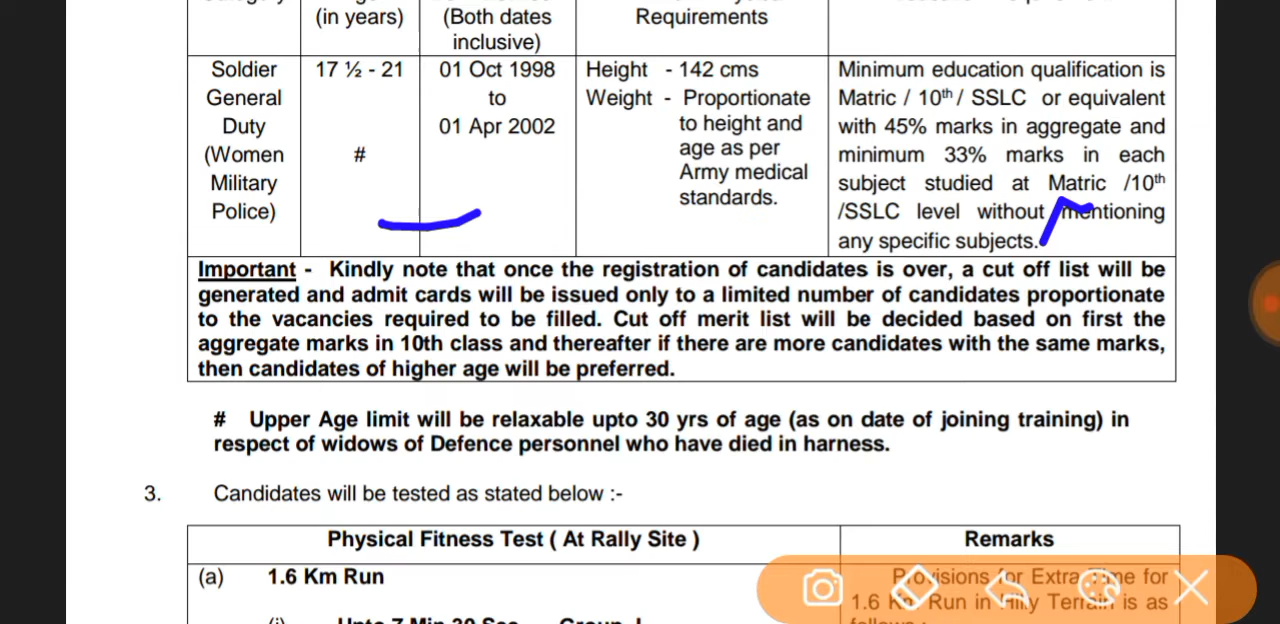 (in years)
(Both dates
inclusive)
Requirements
Soldier
General
Duty
(Women
Military
Police)
17 ½ - 21
#
01 Oct 1998
to
01 Apr 2002
Height - 142 cms
Weight - Proportionate
to height and
age as per
Army medical
standards.
Minimum education qualification is
Matric / 10th / SSLC or equivalent
with 45% marks in aggregate and
minimum 33% marks in each
subject studied at Matric /10th
/SSLC level without mentioning
any specific subjects.
Important - Kindly note that once the registration of candidates is over, a cut off list will be
generated and admit cards will be issued only to a limited number of candidates proportionate
to the vacancies required to be filled. Cut off merit list will be decided based on first the
aggregate marks in 10th class and thereafter if there are more candidates with the same marks,
then candidates of higher age will be preferred.
# Upper Age limit will be relaxable upto 30 yrs of age (as on date of joining training) in
respect of widows of Defence personnel who have died in harness.
3. Candidates will be tested as stated below :-
Physical Fitness Test ( At Rally Site )
Remarks
(a) 1.6 Km Run
Provisions for Extra Time for
1.6 Km Run in Hilly Terrain is as